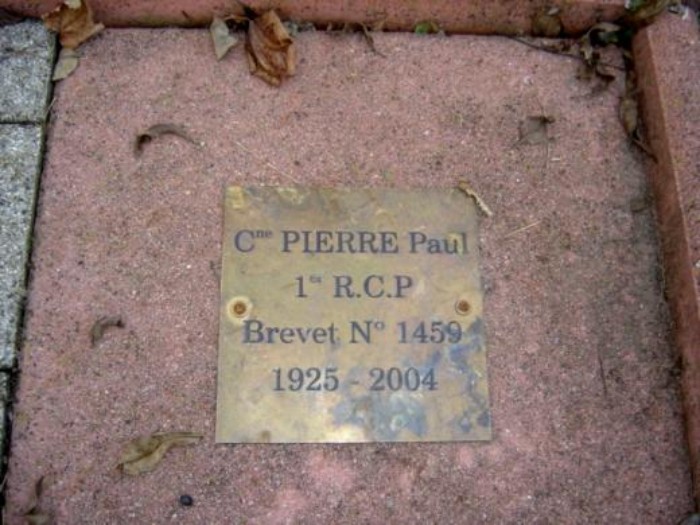 Cne PIERRE Paul
1er R.C.P
Brevet N° 1459
1925 - 2004